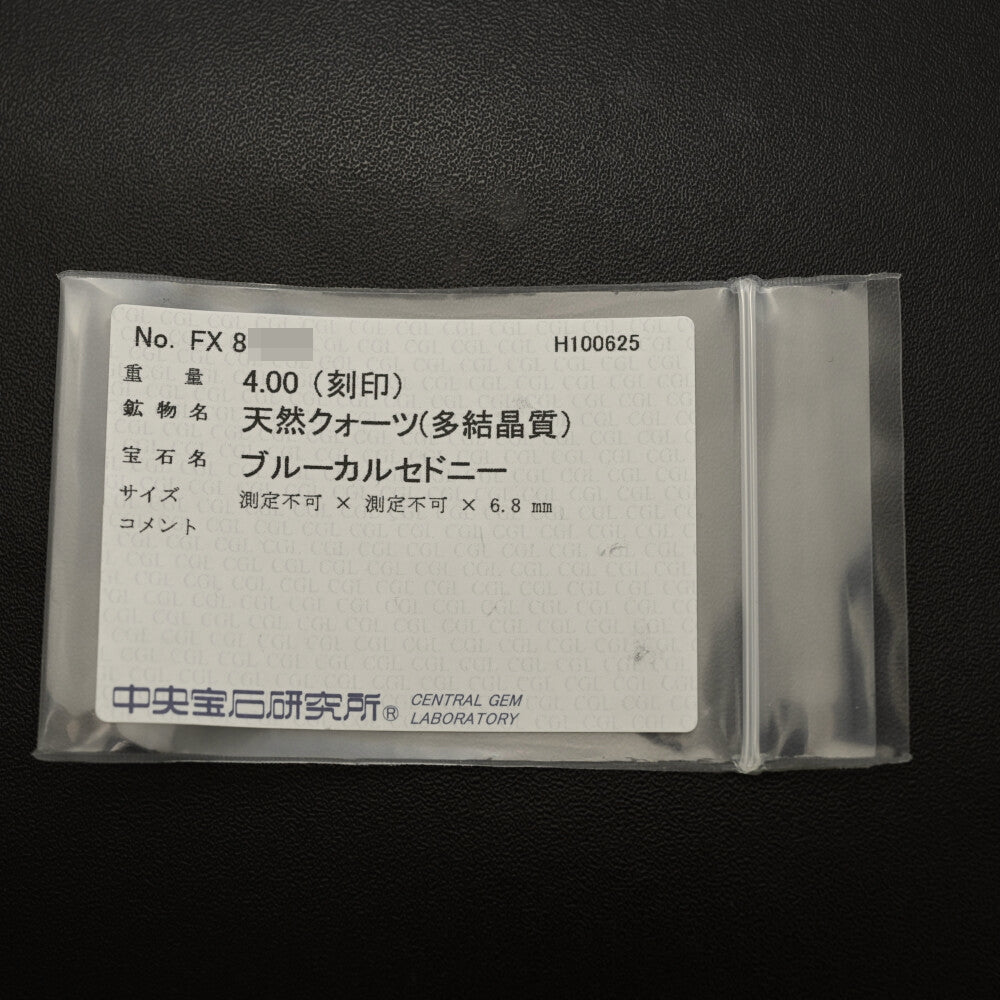 No. FX 8
H100625
重量 4.00 (刻印)
鉱物名 天然クォーツ(多結晶質)
宝石名 ブルーカルセドニー
サイズ 測定不可 × 測定不可 × 6.8 mm
コメント
中央宝石研究所® CENTRAL GEM LABORATORY